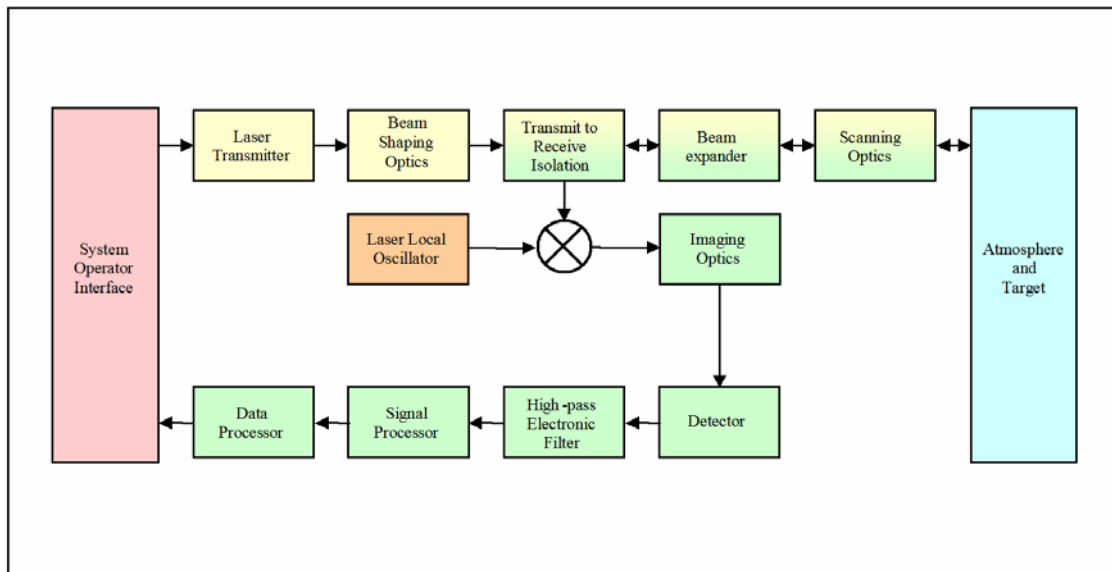 System
Operator
Interface
Laser
Transmitter
Beam
Shaping
Optics
Transmit to
Receive
Isolation
Beam
expander
Scanning
Optics
Atmosphere
and
Target
Laser Local
Oscillator
Imaging
Optics
Data
Processor
Signal
Processor
High -pass
Electronic
Filter
Detector